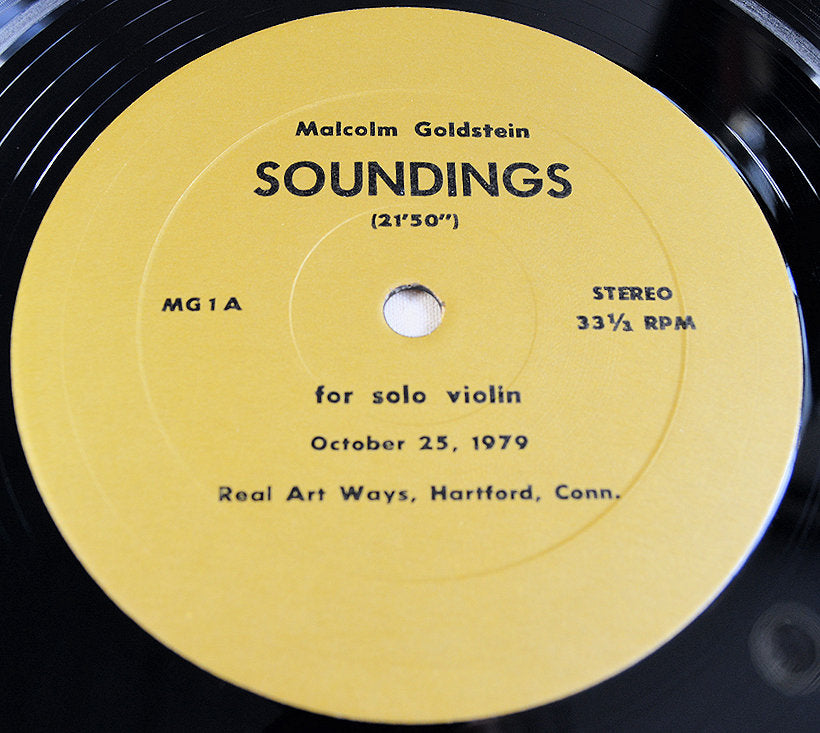 Malcolm Goldstein
SOUNDINGS
(21'50")
MG1A
STEREO
33⅓ RPM
for solo violin
October 25, 1979
Real Art Ways, Hartford, Conn.